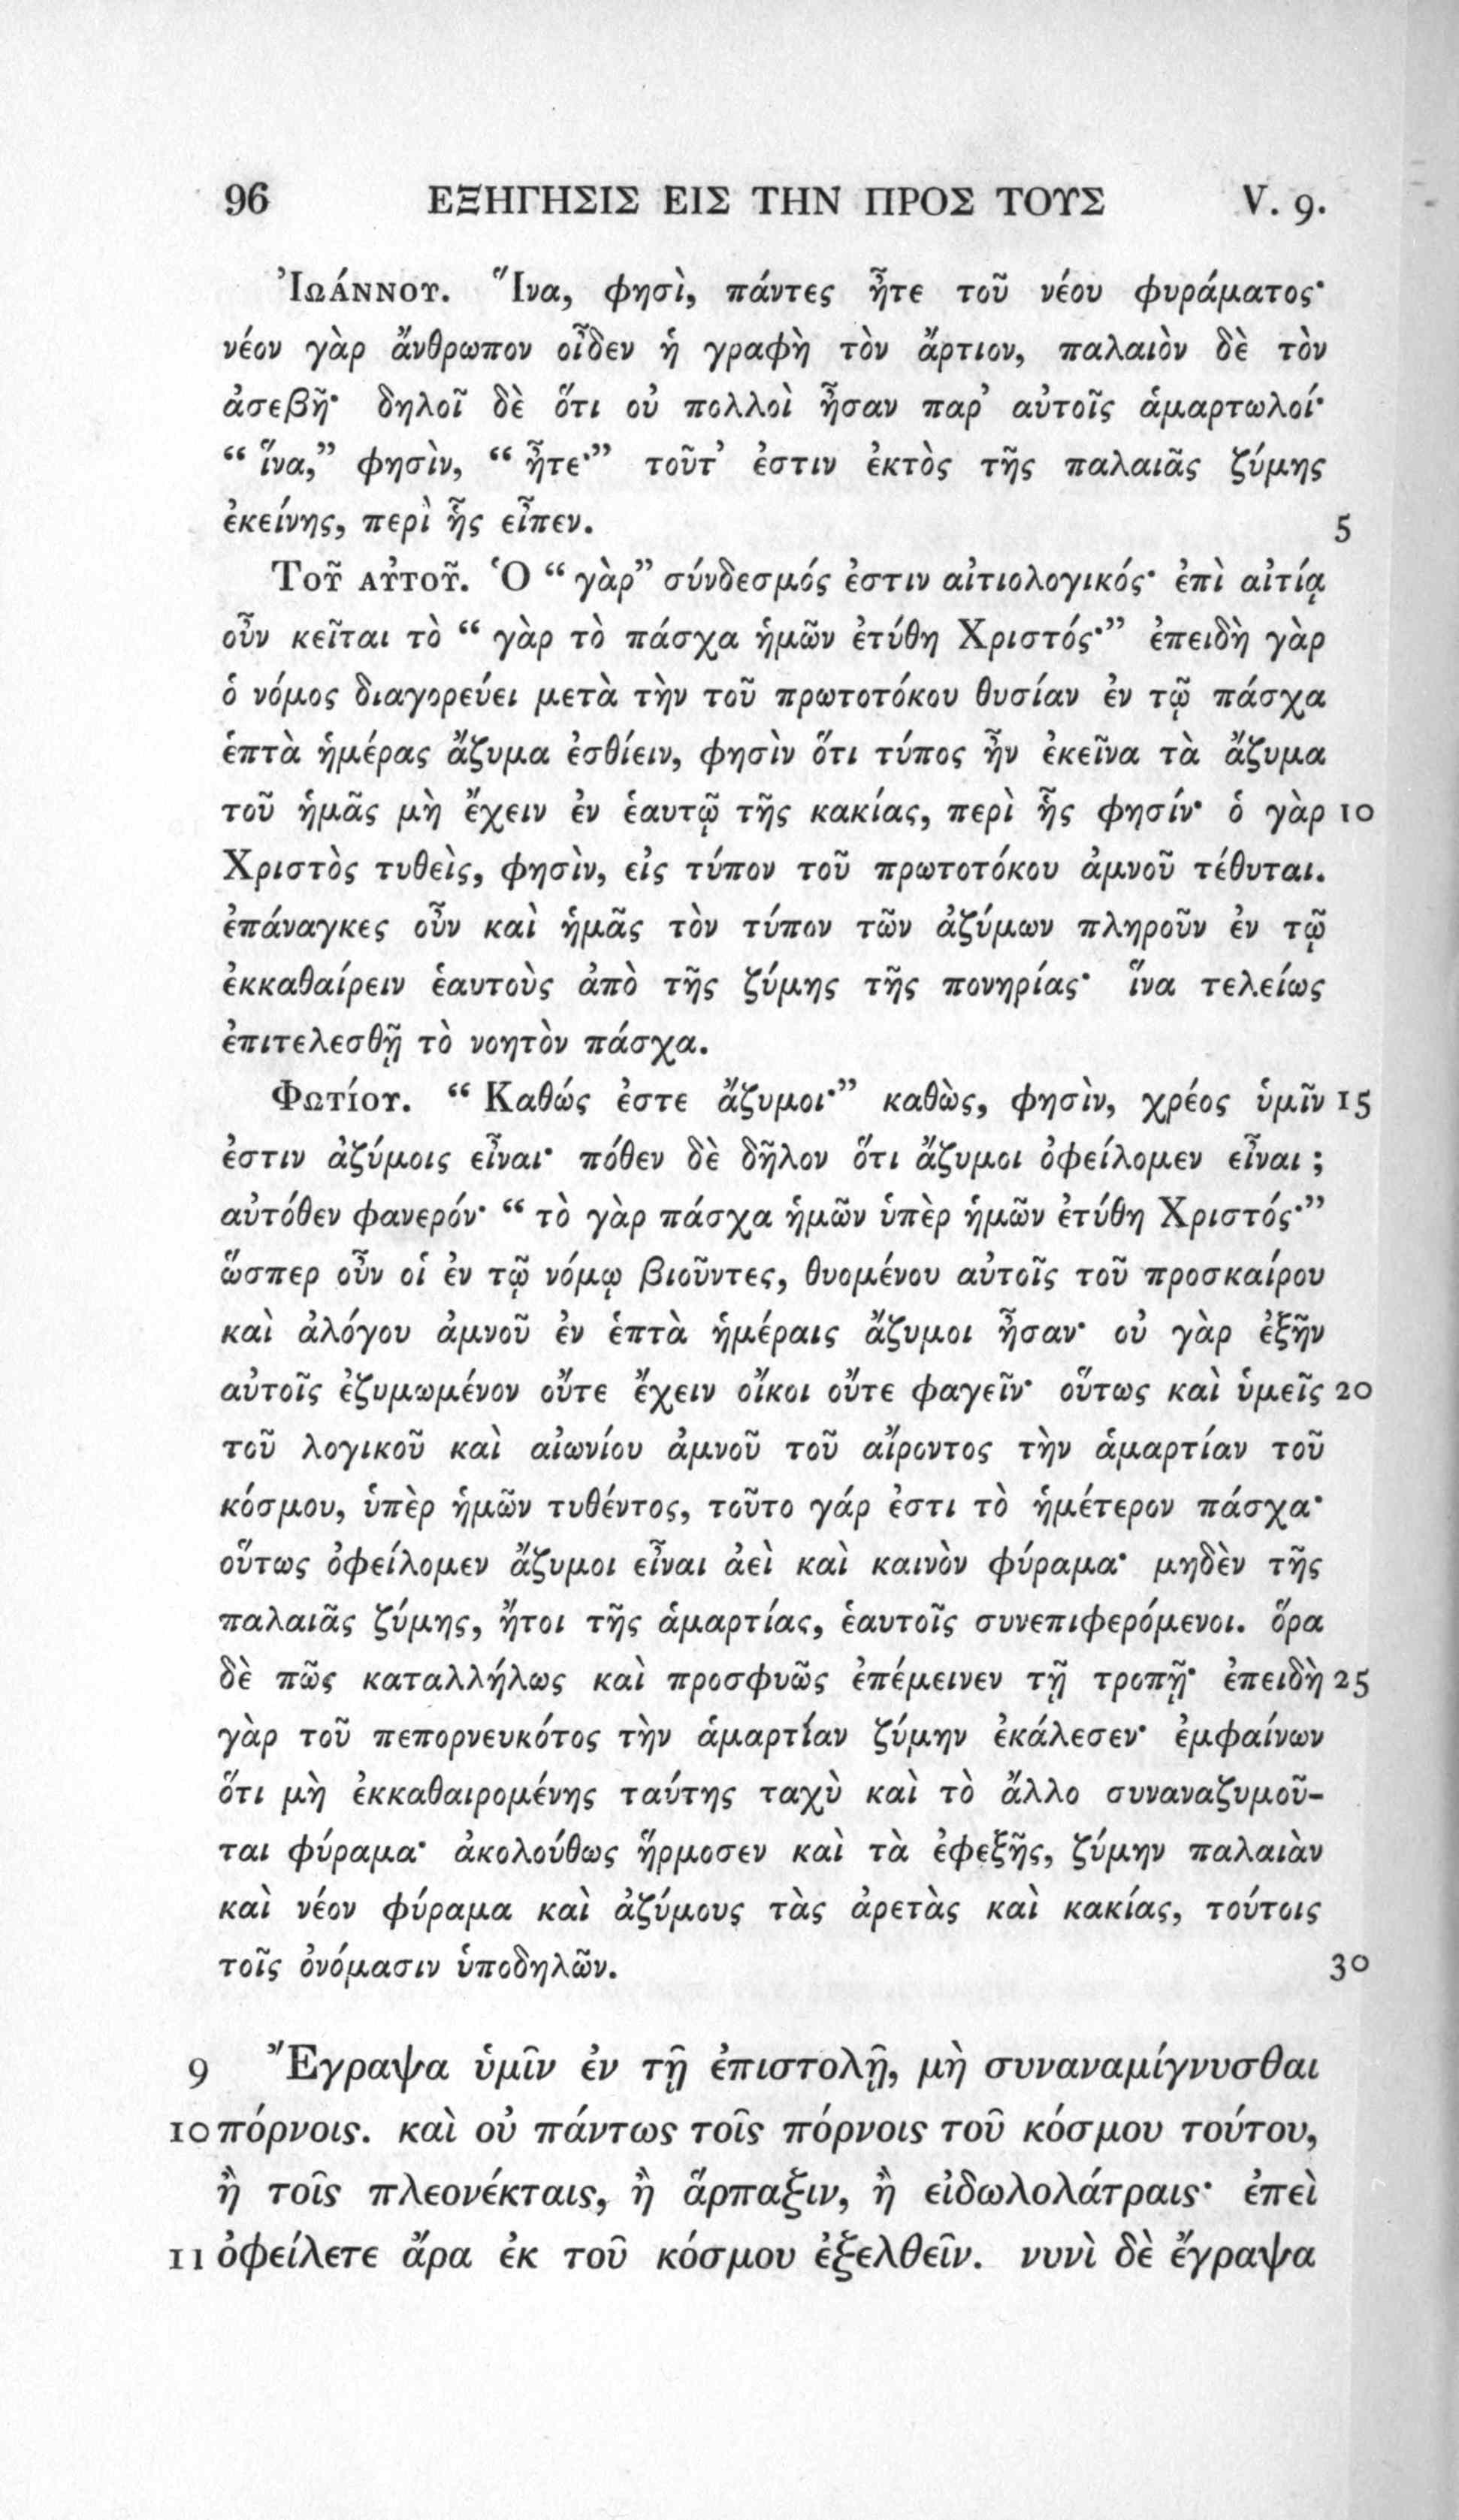 96 ΕΞΗΓΗΣΙΣ ΕΙΣ ΤΗΝ ΠΡΟΣ ΤΟΥΣ V. 9.
Ἰωάννου. Ἵνα, φησὶ, πάντες ἦτε τοῦ νέου φυράματος·
νέον γὰρ ἄνθρωπον οἶδεν ἡ γραφὴ τὸν ἄρτιον, παλαιὸν δὲ τὸν
ἀσεβῆ· δηλοῖ δὲ ὅτι οὐ πολλοὶ ἦσαν παρ’ αὐτοῖς ἁμαρτωλοί·
“ ἵνα,” φησὶν, “ ἦτε·” τοῦτ’ ἐστιν ἐκτὸς τῆς παλαιᾶς ζύμης
ἐκείνης, περὶ ἧς εἶπεν. 5
Τοῦ αὐτοῦ. Ὁ “ γὰρ” σύνδεσμός ἐστιν αἰτιολογικός· ἐπὶ αἰτίᾳ
οὖν κεῖται τὸ “ γὰρ τὸ πάσχα ἡμῶν ἐτύθη Χριστός·” ἐπειδὴ γὰρ
ὁ νόμος διαγορεύει μετὰ τὴν τοῦ πρωτοτόκου θυσίαν ἐν τῷ πάσχα
ἑπτὰ ἡμέρας ἄζυμα ἐσθίειν, φησὶν ὅτι τύπος ἦν ἐκεῖνα τὰ ἄζυμα
τοῦ ἡμᾶς μὴ ἔχειν ἐν ἑαυτῷ τῆς κακίας, περὶ ἧς φησίν· ὁ γὰρ 10
Χριστὸς τυθεὶς, φησὶν, εἰς τύπον τοῦ πρωτοτόκου ἀμνοῦ τέθυται.
ἐπάναγκες οὖν καὶ ἡμᾶς τὸν τύπον τῶν ἀζύμων πληροῦν ἐν τῷ
ἐκκαθαίρειν ἑαυτοὺς ἀπὸ τῆς ζύμης τῆς πονηρίας· ἵνα τελείως
ἐπιτελεσθῇ τὸ νοητὸν πάσχα.
Φωτίου. “ Καθώς ἐστε ἄζυμοι·” καθὼς, φησὶν, χρέος ὑμῖν 15
ἐστιν ἀζύμοις εἶναι· πόθεν δὲ δῆλον ὅτι ἄζυμοι ὀφείλομεν εἶναι ;
αὐτόθεν φανερόν· “ τὸ γὰρ πάσχα ἡμῶν ὑπὲρ ἡμῶν ἐτύθη Χριστός·”
ὥσπερ οὖν οἱ ἐν τῷ νόμῳ βιοῦντες, θυομένου αὐτοῖς τοῦ προσκαίρου
καὶ ἀλόγου ἀμνοῦ ἐν ἑπτὰ ἡμέραις ἄζυμοι ἦσαν· οὐ γὰρ ἐξῆν
αὐτοῖς ἐζυμωμένον οὔτε ἔχειν οἴκοι οὔτε φαγεῖν· οὕτως καὶ ὑμεῖς 20
τοῦ λογικοῦ καὶ αἰωνίου ἀμνοῦ τοῦ αἴροντος τὴν ἁμαρτίαν τοῦ
κόσμου, ὑπὲρ ἡμῶν τυθέντος, τοῦτο γάρ ἐστι τὸ ἡμέτερον πάσχα·
οὕτως ὀφείλομεν ἄζυμοι εἶναι ἀεὶ καὶ καινὸν φύραμα· μηδὲν τῆς
παλαιᾶς ζύμης, ἤτοι τῆς ἁμαρτίας, ἑαυτοῖς συνεπιφερόμενοι. ὅρα
δὲ πῶς καταλλήλως καὶ προσφυῶς ἐπέμεινεν τῇ τροπῇ· ἐπειδὴ 25
γὰρ τοῦ πεπορνευκότος τὴν ἁμαρτίαν ζύμην ἐκάλεσεν· ἐμφαίνων
ὅτι μὴ ἐκκαθαιρομένης ταύτης ταχὺ καὶ τὸ ἄλλο συναναζυμοῦ-
ται φύραμα· ἀκολούθως ἥρμοσεν καὶ τὰ ἐφεξῆς, ζύμην παλαιὰν
καὶ νέον φύραμα καὶ ἀζύμους τὰς ἀρετὰς καὶ κακίας, τούτοις
τοῖς ὀνόμασιν ὑποδηλῶν. 30
9 Ἔγραψα ὑμῖν ἐν τῇ ἐπιστολῇ, μὴ συναναμίγνυσθαι
10 πόρνοις. καὶ οὐ πάντως τοῖς πόρνοις τοῦ κόσμου τούτου,
ἢ τοῖς πλεονέκταις, ἢ ἅρπαξιν, ἢ εἰδωλολάτραις· ἐπεὶ
11 ὀφείλετε ἄρα ἐκ τοῦ κόσμου ἐξελθεῖν. νυνὶ δὲ ἔγραψα